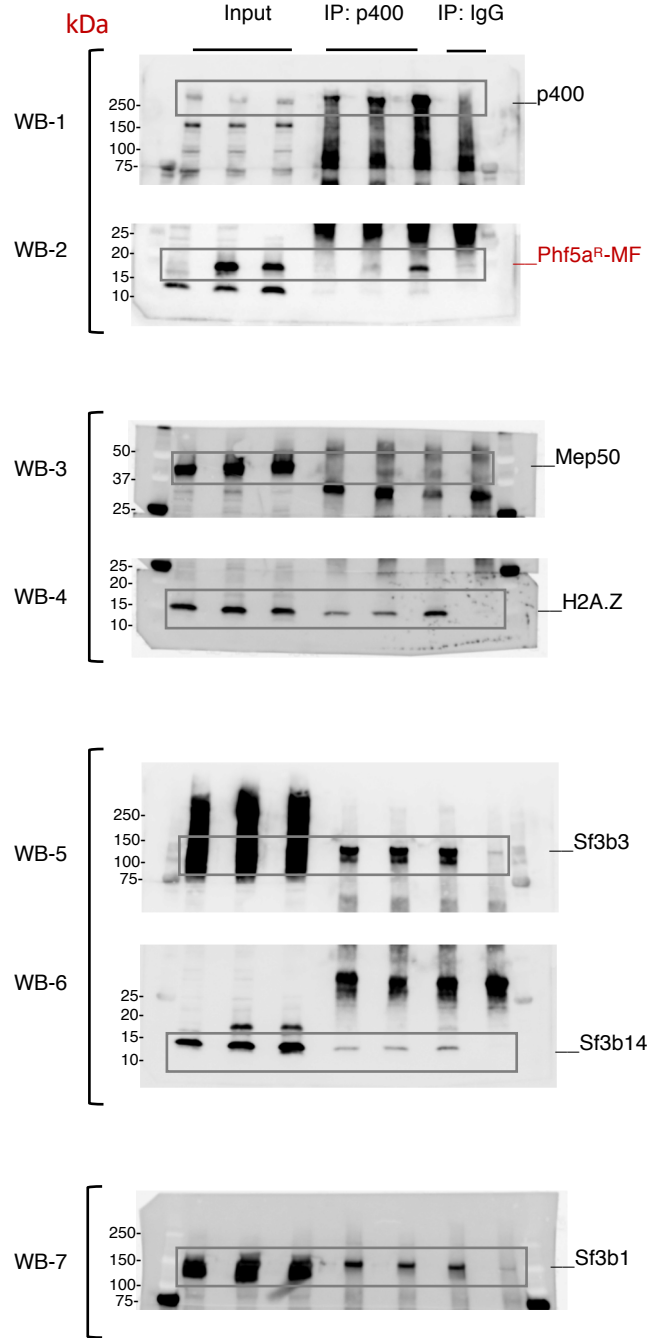 kDa
Input IP: p400 IP: IgG
WB-1
250-
150-
100-
75-
p400
WB-2
25-
20-
15-
10-
Phf5aᴿ-MF
WB-3
50-
37-
25-
Mep50
WB-4
25-
20-
15-
10-
H2A.Z
WB-5
250-
150-
100-
75-
Sf3b3
WB-6
25-
15-
10-
Sf3b14
WB-7
250-
150-
100-
75-
Sf3b1